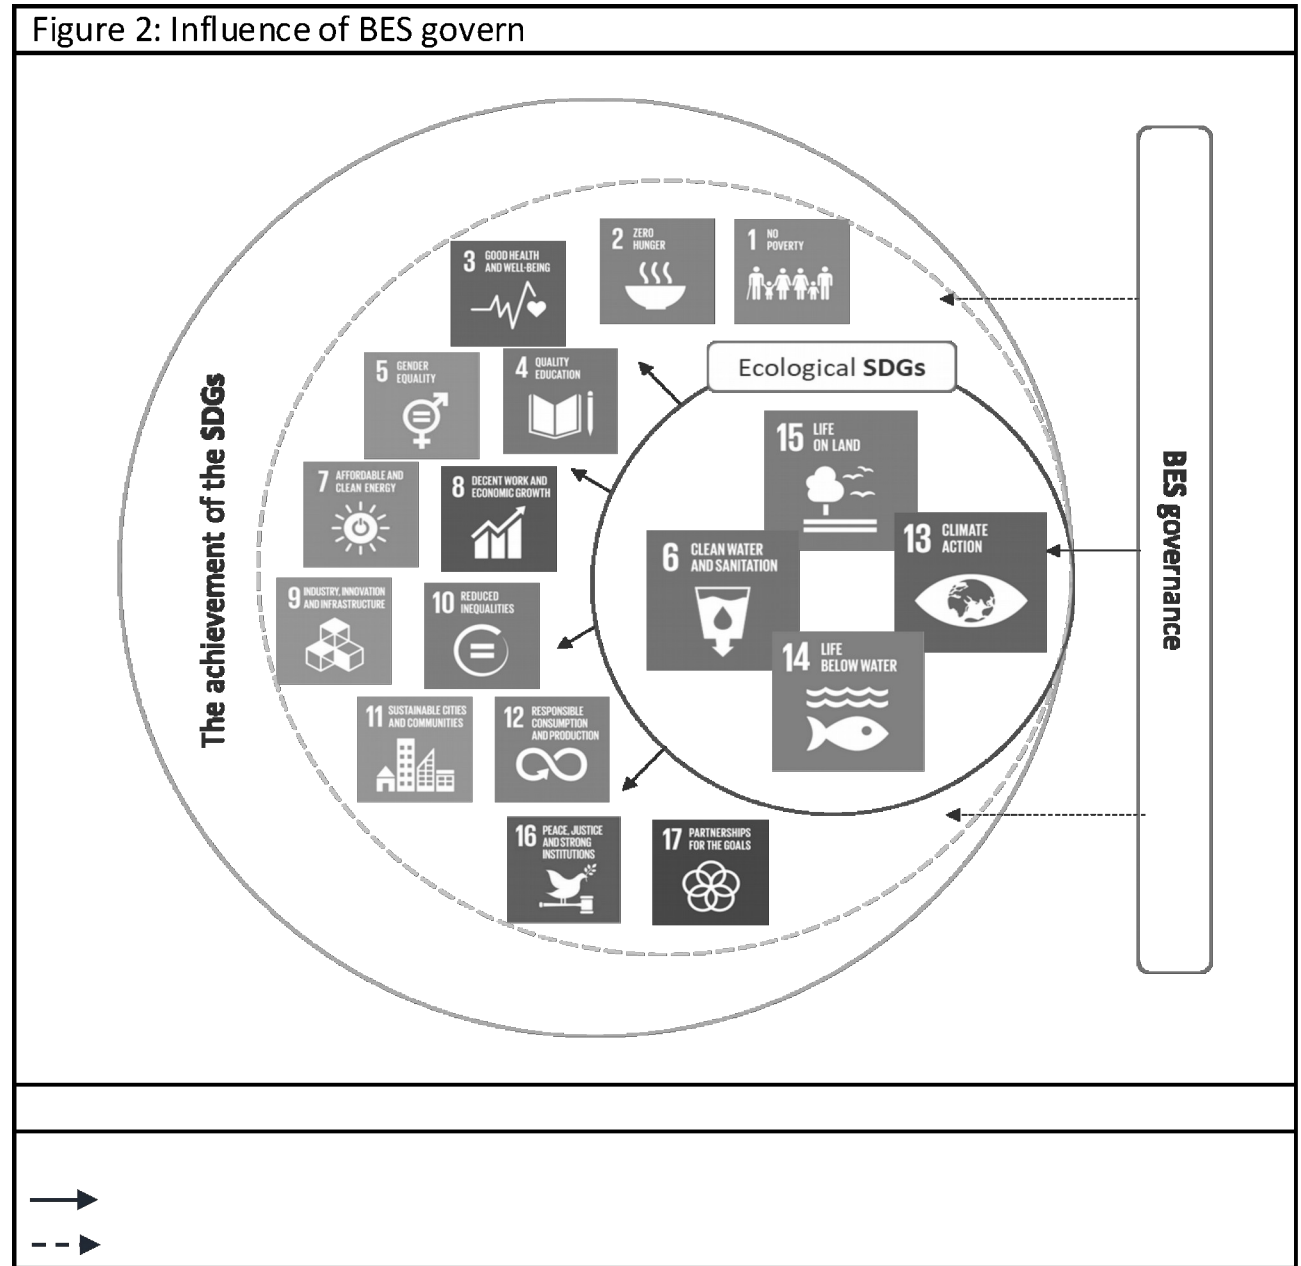 Figure 2: Influence of BES govern
2 ZERO
HUNGER
1 NO
POVERTY
3 GOOD HEALTH
AND WELL-BEING
5 GENDER
EQUALITY
4 QUALITY
EDUCATION
Ecological SDGs
15 LIFE
ON LAND
7 AFFORDABLE AND
CLEAN ENERGY
8 DECENT WORK AND
ECONOMIC GROWTH
13 CLIMATE
ACTION
6 CLEAN WATER
AND SANITATION
9 INDUSTRY, INNOVATION
AND INFRASTRUCTURE
10 REDUCED
INEQUALITIES
14 LIFE
BELOW WATER
11 SUSTAINABLE CITIES
AND COMMUNITIES
12 RESPONSIBLE
CONSUMPTION
AND PRODUCTION
16 PEACE, JUSTICE
AND STRONG
INSTITUTIONS
17 PARTNERSHIPS
FOR THE GOALS
The achievement of the SDGs
BES governance